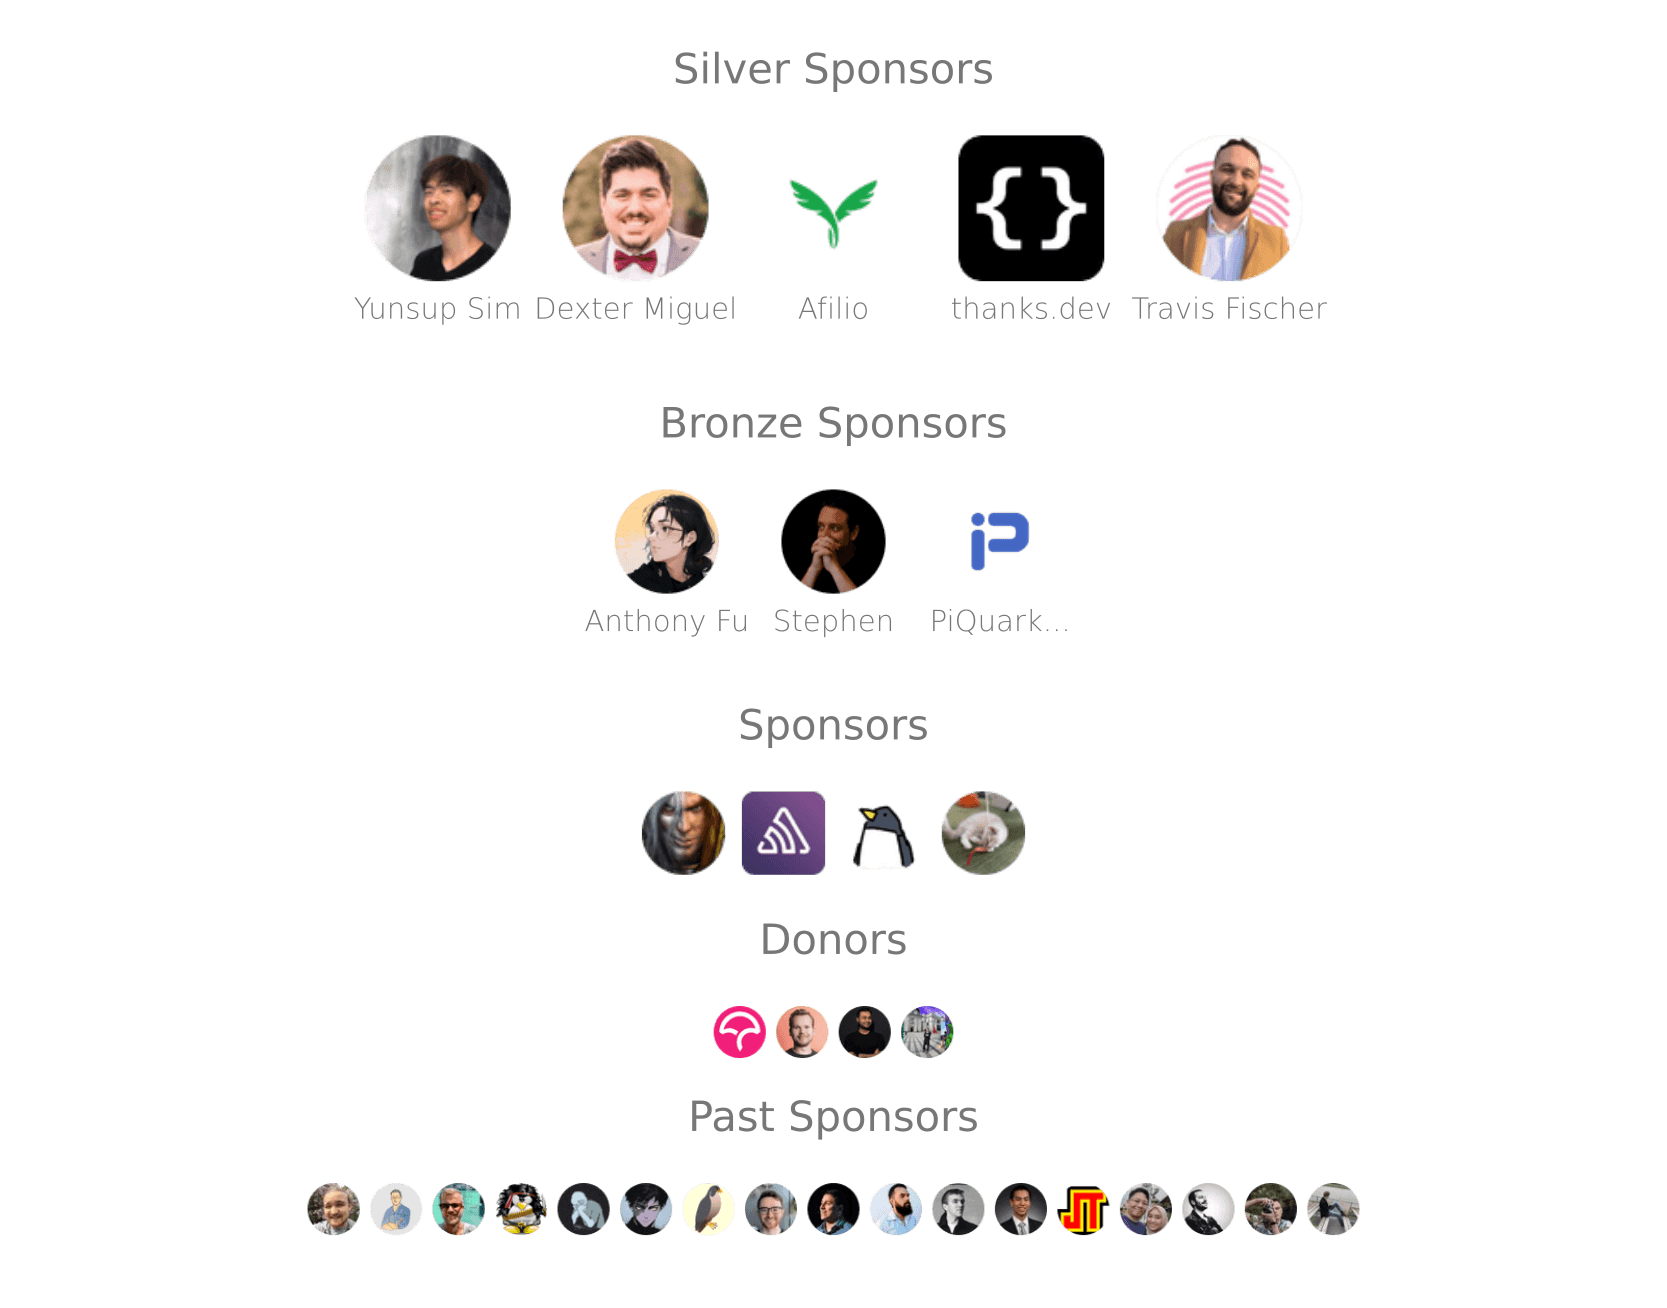 Silver Sponsors
Yunsup Sim Dexter Miguel Afilio thanks.dev Travis Fischer
Bronze Sponsors
Anthony Fu Stephen PiQuark...
Sponsors
Donors
Past Sponsors
JT